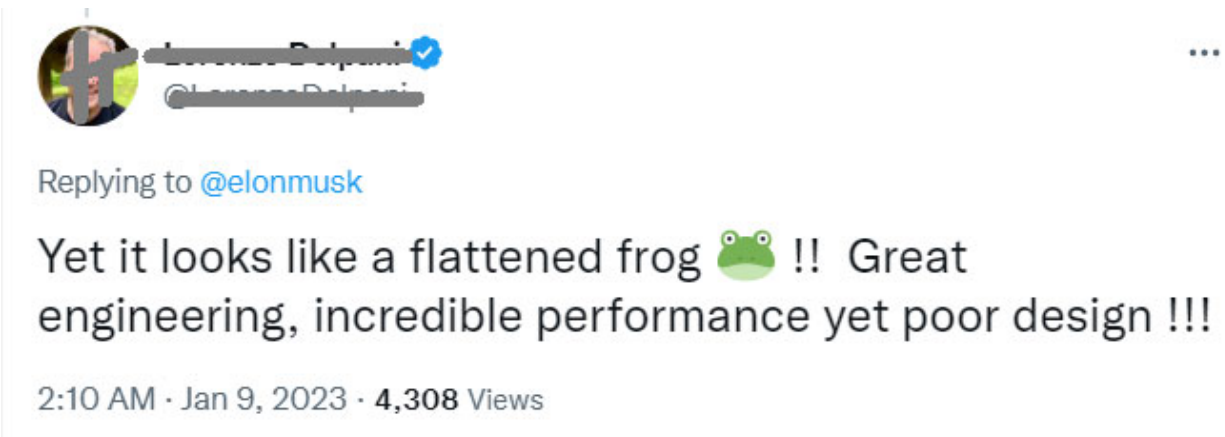 Replying to @elonmusk
Yet it looks like a flattened frog 🐸 !! Great
engineering, incredible performance yet poor design !!!
2:10 AM · Jan 9, 2023 · 4,308 Views